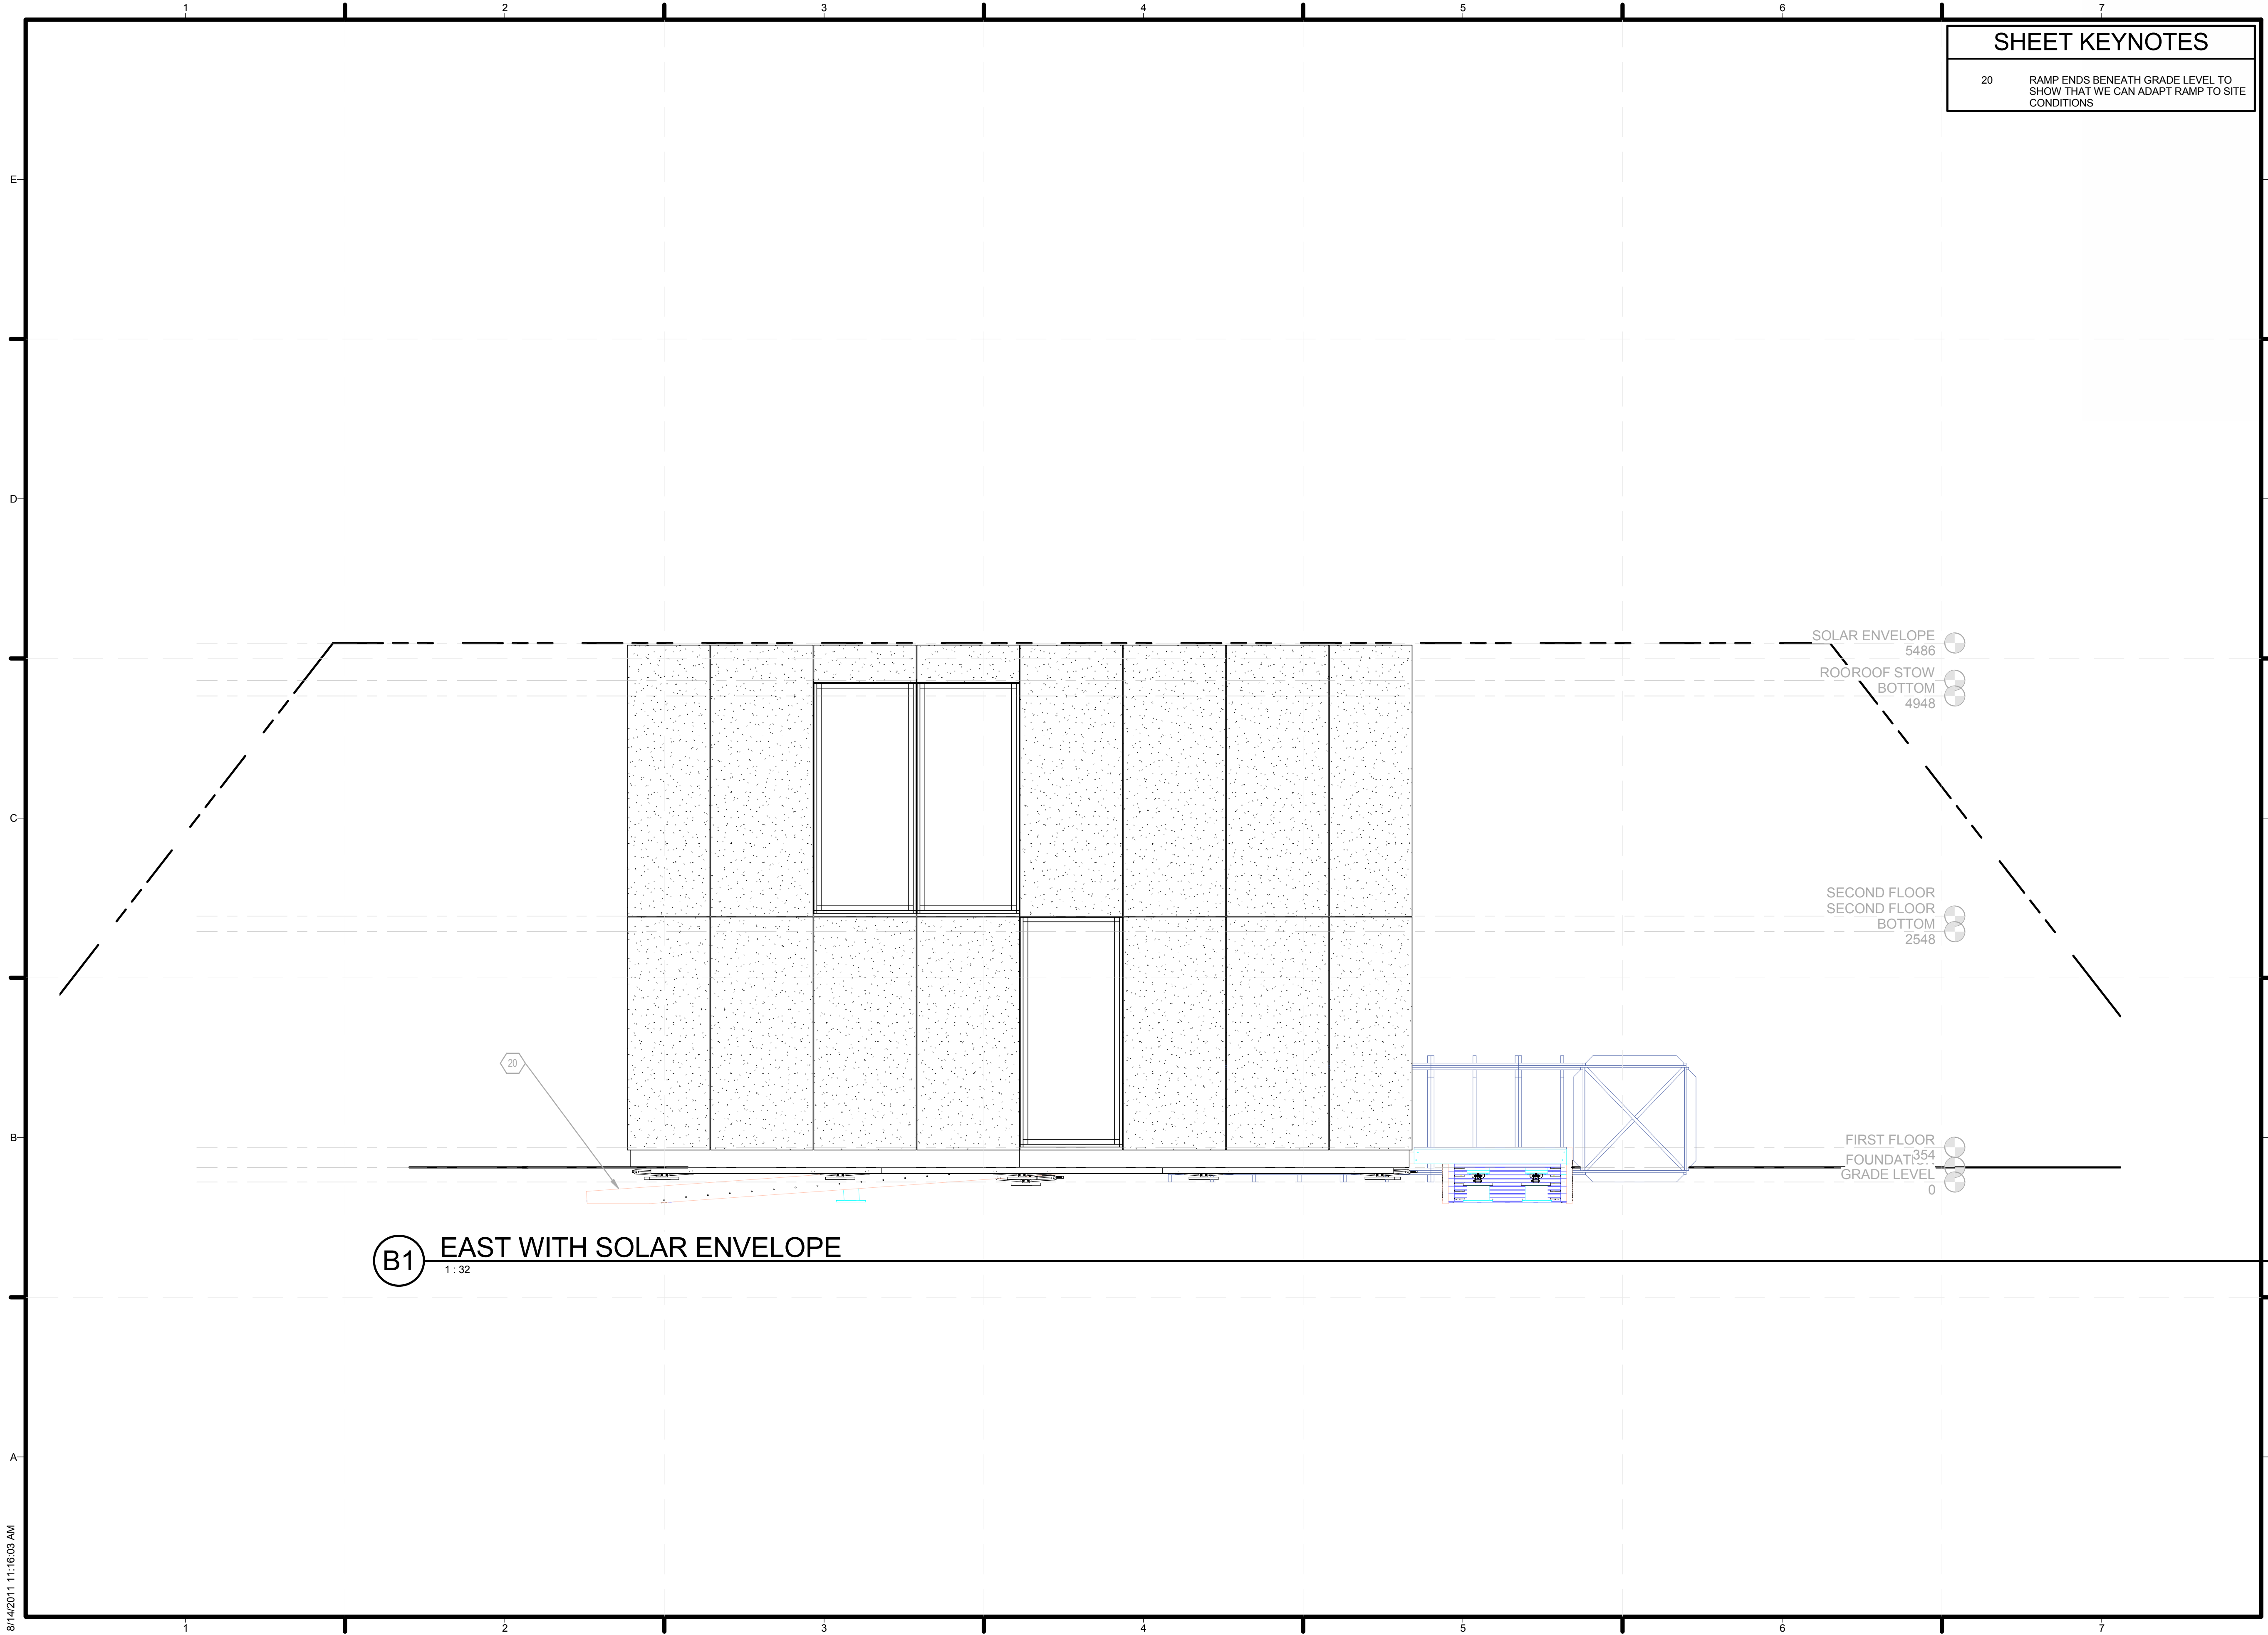 1 2 3 4 5 6 7
SHEET KEYNOTES
20 RAMP ENDS BENEATH GRADE LEVEL TO
SHOW THAT WE CAN ADAPT RAMP TO SITE
CONDITIONS
E
D
SOLAR ENVELOPE
5486
ROOROOF STOW
BOTTOM
4948
C
SECOND FLOOR
SECOND FLOOR
BOTTOM
2548
20
B
FIRST FLOOR
354
GRADE LEVEL
0
B1 EAST WITH SOLAR ENVELOPE
1 : 32
A
8/14/2011 11:16:03 AM
1 2 3 4 5 6 7